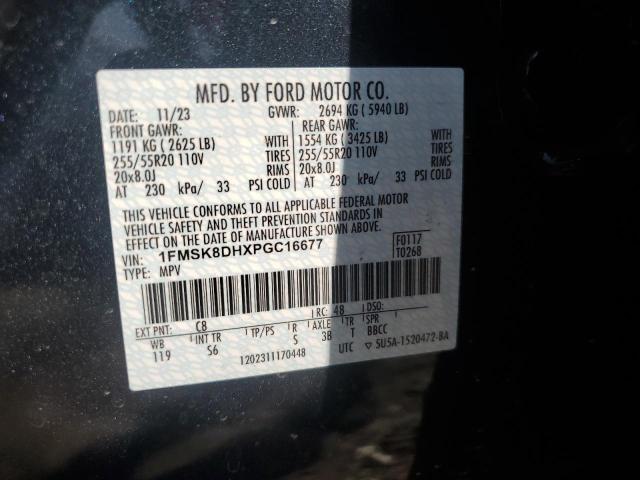 MFD. BY FORD MOTOR CO.
DATE: 11/23 GVWR: 2694 KG ( 5940 LB)
FRONT GAWR: REAR GAWR:
1191 KG ( 2625 LB) WITH 1554 KG ( 3425 LB) WITH
255/55R20 110V TIRES 255/55R20 110V TIRES
20x8.0J RIMS 20x8.0J RIMS
AT 230 kPa/ 33 PSI COLD AT 230 kPa/ 33 PSI COLD
THIS VEHICLE CONFORMS TO ALL APPLICABLE FEDERAL MOTOR
VEHICLE SAFETY AND THEFT PREVENTION STANDARDS IN
EFFECT ON THE DATE OF MANUFACTURE SHOWN ABOVE.
VIN: 1FMSK8DHXPGC16677 F0117
TYPE: MPV T0268
EXT PNT: C8 RC: 48 DSO:
WB INT TR TP/PS R AXLE TR SPR
119 S6 5 3B T BBCC
1202311170448 UTC SU5A-1520472-BA